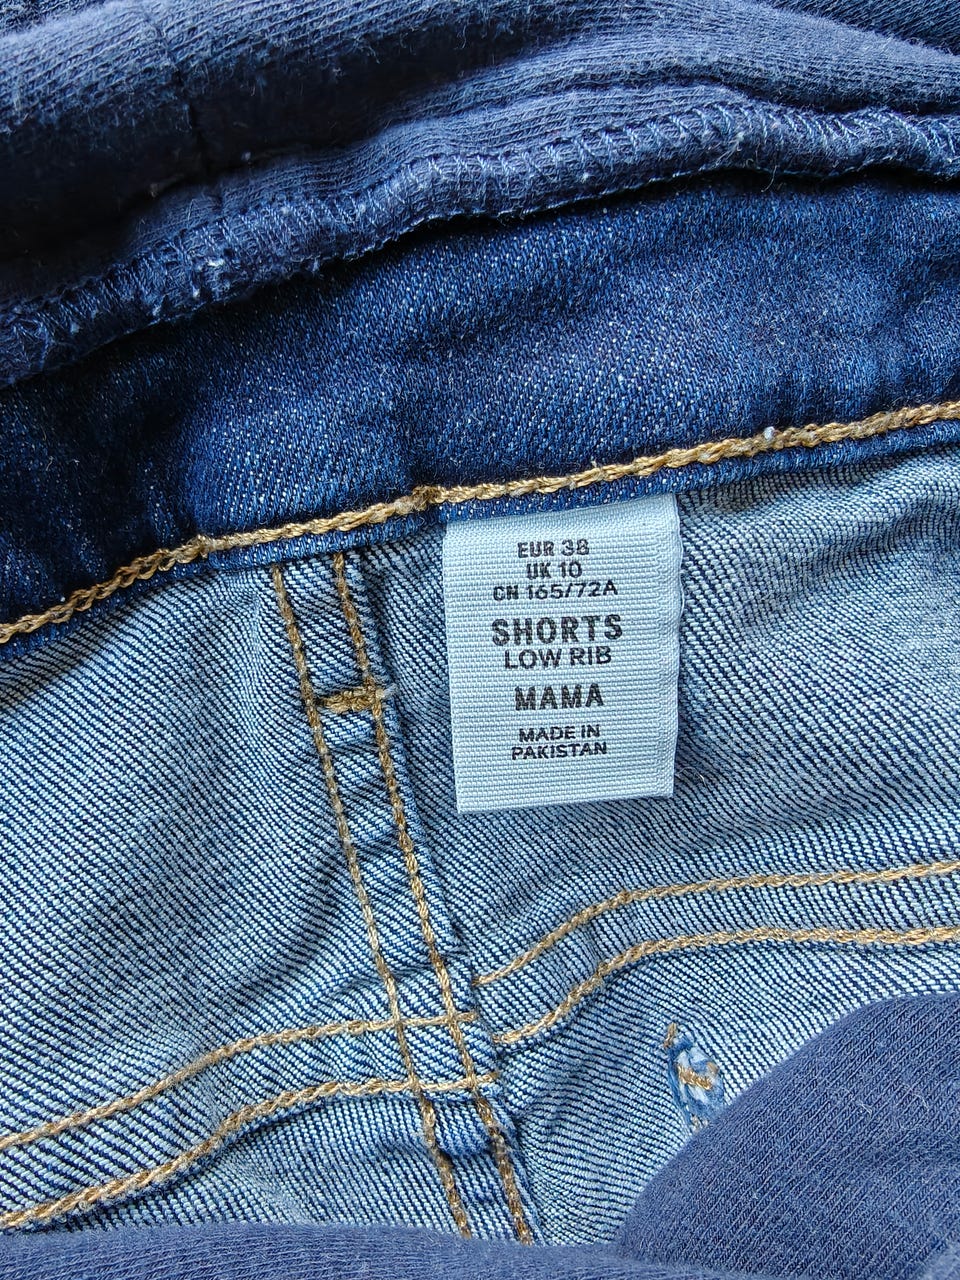 EUR 38
UK 10
CN 165/72A
SHORTS
LOW RIB
MAMA
MADE IN
PAKISTAN